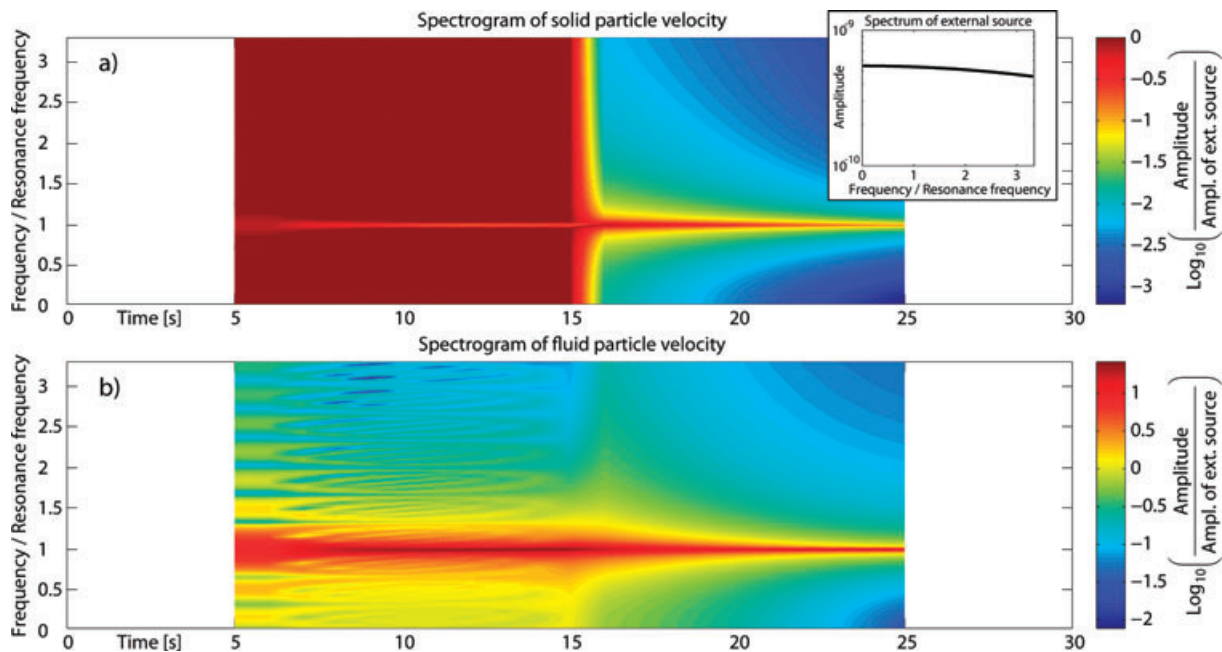 Spectrogram of solid particle velocity
a)
Frequency / Resonance frequency
3
2.5
2
1.5
1
0.5
0
0 Time [s] 5 10 15 20 25 30
Spectrum of external source
Amplitude
10-9
10-10
0 1 2 3
Frequency / Resonance frequency
0
−0.5
−1
−1.5
−2
−2.5
−3
Log10 ( Amplitude / Ampl. of ext. source )
Spectrogram of fluid particle velocity
b)
Frequency / Resonance frequency
3
2.5
2
1.5
1
0.5
0
0 Time [s] 5 10 15 20 25 30
1
0.5
0
−0.5
−1
−1.5
−2
Log10 ( Amplitude / Ampl. of ext. source )